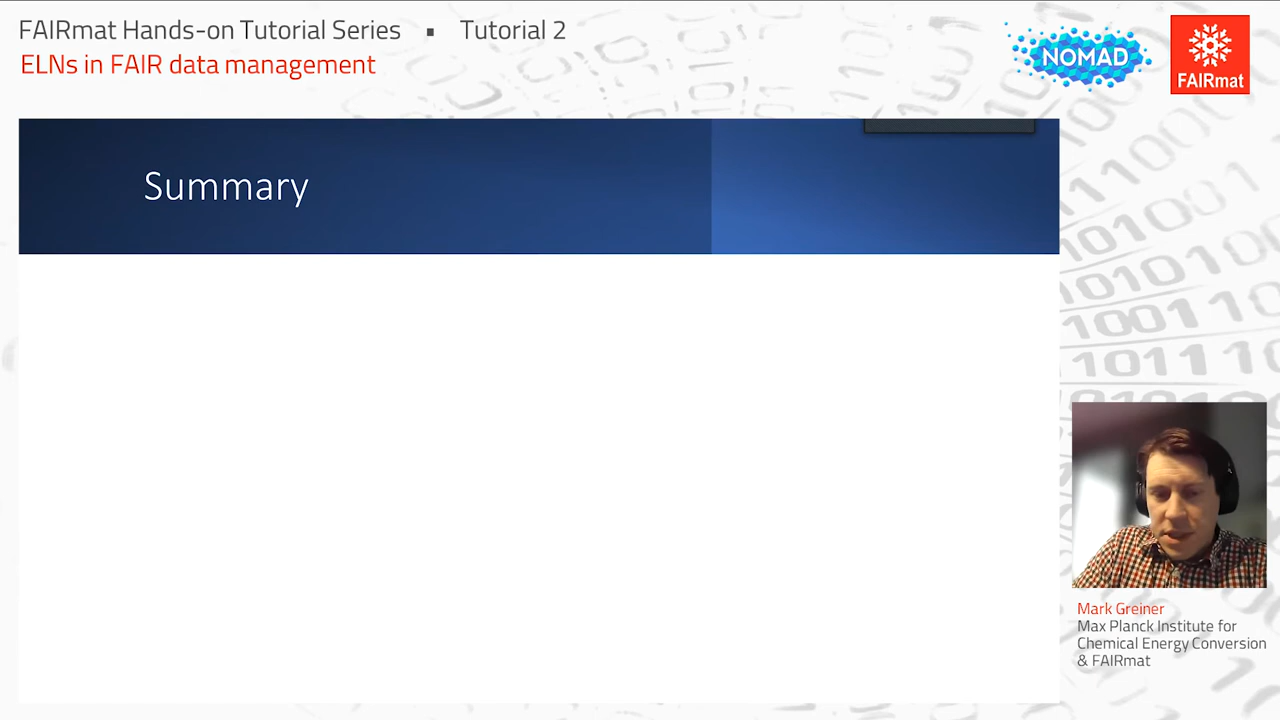 FAIRmat Hands-on Tutorial Series ▪ Tutorial 2
ELNs in FAIR data management
NOMAD
FAIRmat
Summary
Mark Greiner
Max Planck Institute for
Chemical Energy Conversion
& FAIRmat